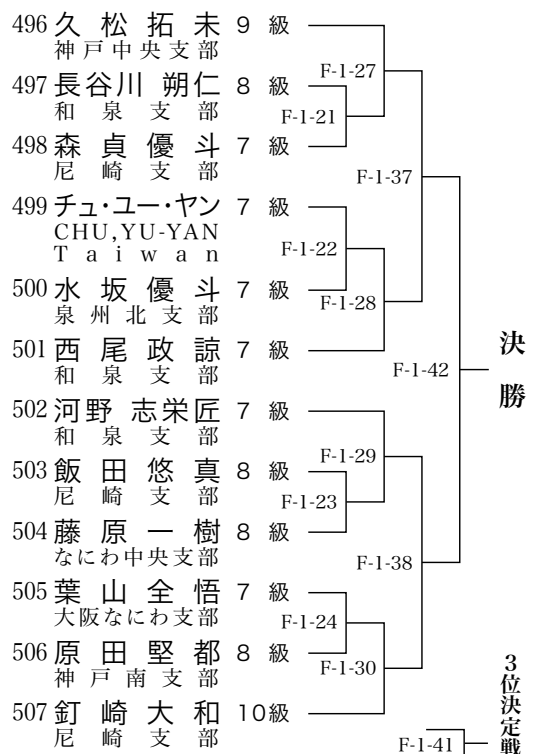 496 久松拓未 9級
神戸中央支部
497 長谷川 朔仁 8級
和泉支部
498 森貞優斗 7級
尼崎支部
499 チュ・ユー・ヤン 7級
CHU,YU-YAN
Taiwan
500 水坂優斗 7級
泉州北支部
501 西尾政諒 7級
和泉支部
502 河野 志栄匠 7級
和泉支部
503 飯田悠真 8級
尼崎支部
504 藤原一樹 8級
なにわ中央支部
505 葉山全悟 7級
大阪なにわ支部
506 原田堅都 8級
神戸南支部
507 釘崎大和 10級
尼崎支部
F-1-27
F-1-21
F-1-37
F-1-22
F-1-28
F-1-42
F-1-29
F-1-23
F-1-38
F-1-24
F-1-30
F-1-41
決勝
3位決定戦